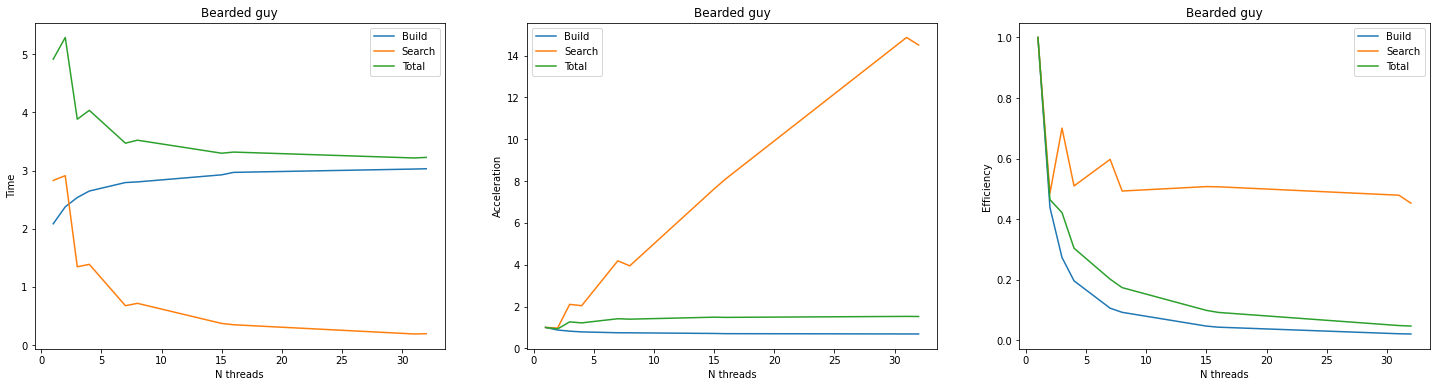 Bearded guy
Build
Search
Total
Time
5
4
3
2
1
0
0 5 10 15 20 25 30
N threads
Bearded guy
Build
Search
Total
Acceleration
14
12
10
8
6
4
2
0
0 5 10 15 20 25 30
N threads
Bearded guy
Build
Search
Total
Efficiency
1.0
0.8
0.6
0.4
0.2
0.0
0 5 10 15 20 25 30
N threads